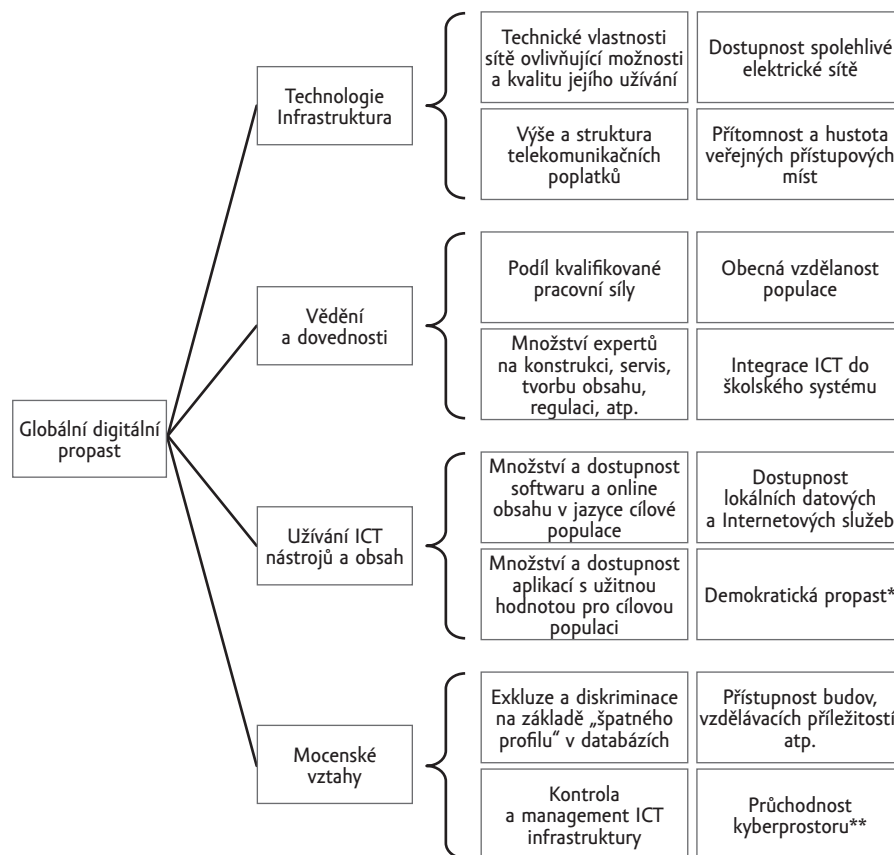 Globální digitální
propast
Technologie
Infrastruktura
Technické vlastnosti
sítě ovlivňující možnosti
a kvalitu jejího užívání
Dostupnost spolehlivé
elektrické sítě
Výše a struktura
telekomunikačních
poplatků
Přítomnost a hustota
veřejných přístupových
míst
Vědění
a dovednosti
Podíl kvalifikované
pracovní síly
Obecná vzdělanost
populace
Množství expertů
na konstrukci, servis,
tvorbu obsahu,
regulaci, atp.
Integrace ICT do
školského systému
Užívání ICT
nástrojů a obsah
Množství a dostupnost
softwaru a online
obsahu v jazyce cílové
populace
Dostupnost
lokálních datových
a Internetových služeb
Množství a dostupnost
aplikací s užitnou
hodnotou pro cílovou
populaci
Demokratická propast*
Mocenské
vztahy
Exkluze a diskriminace
na základě „špatného
profilu“ v databázích
Přístupnost budov,
vzdělávacích příležitostí
atp.
Kontrola
a management ICT
infrastruktury
Průchodnost
kyberprostoru**